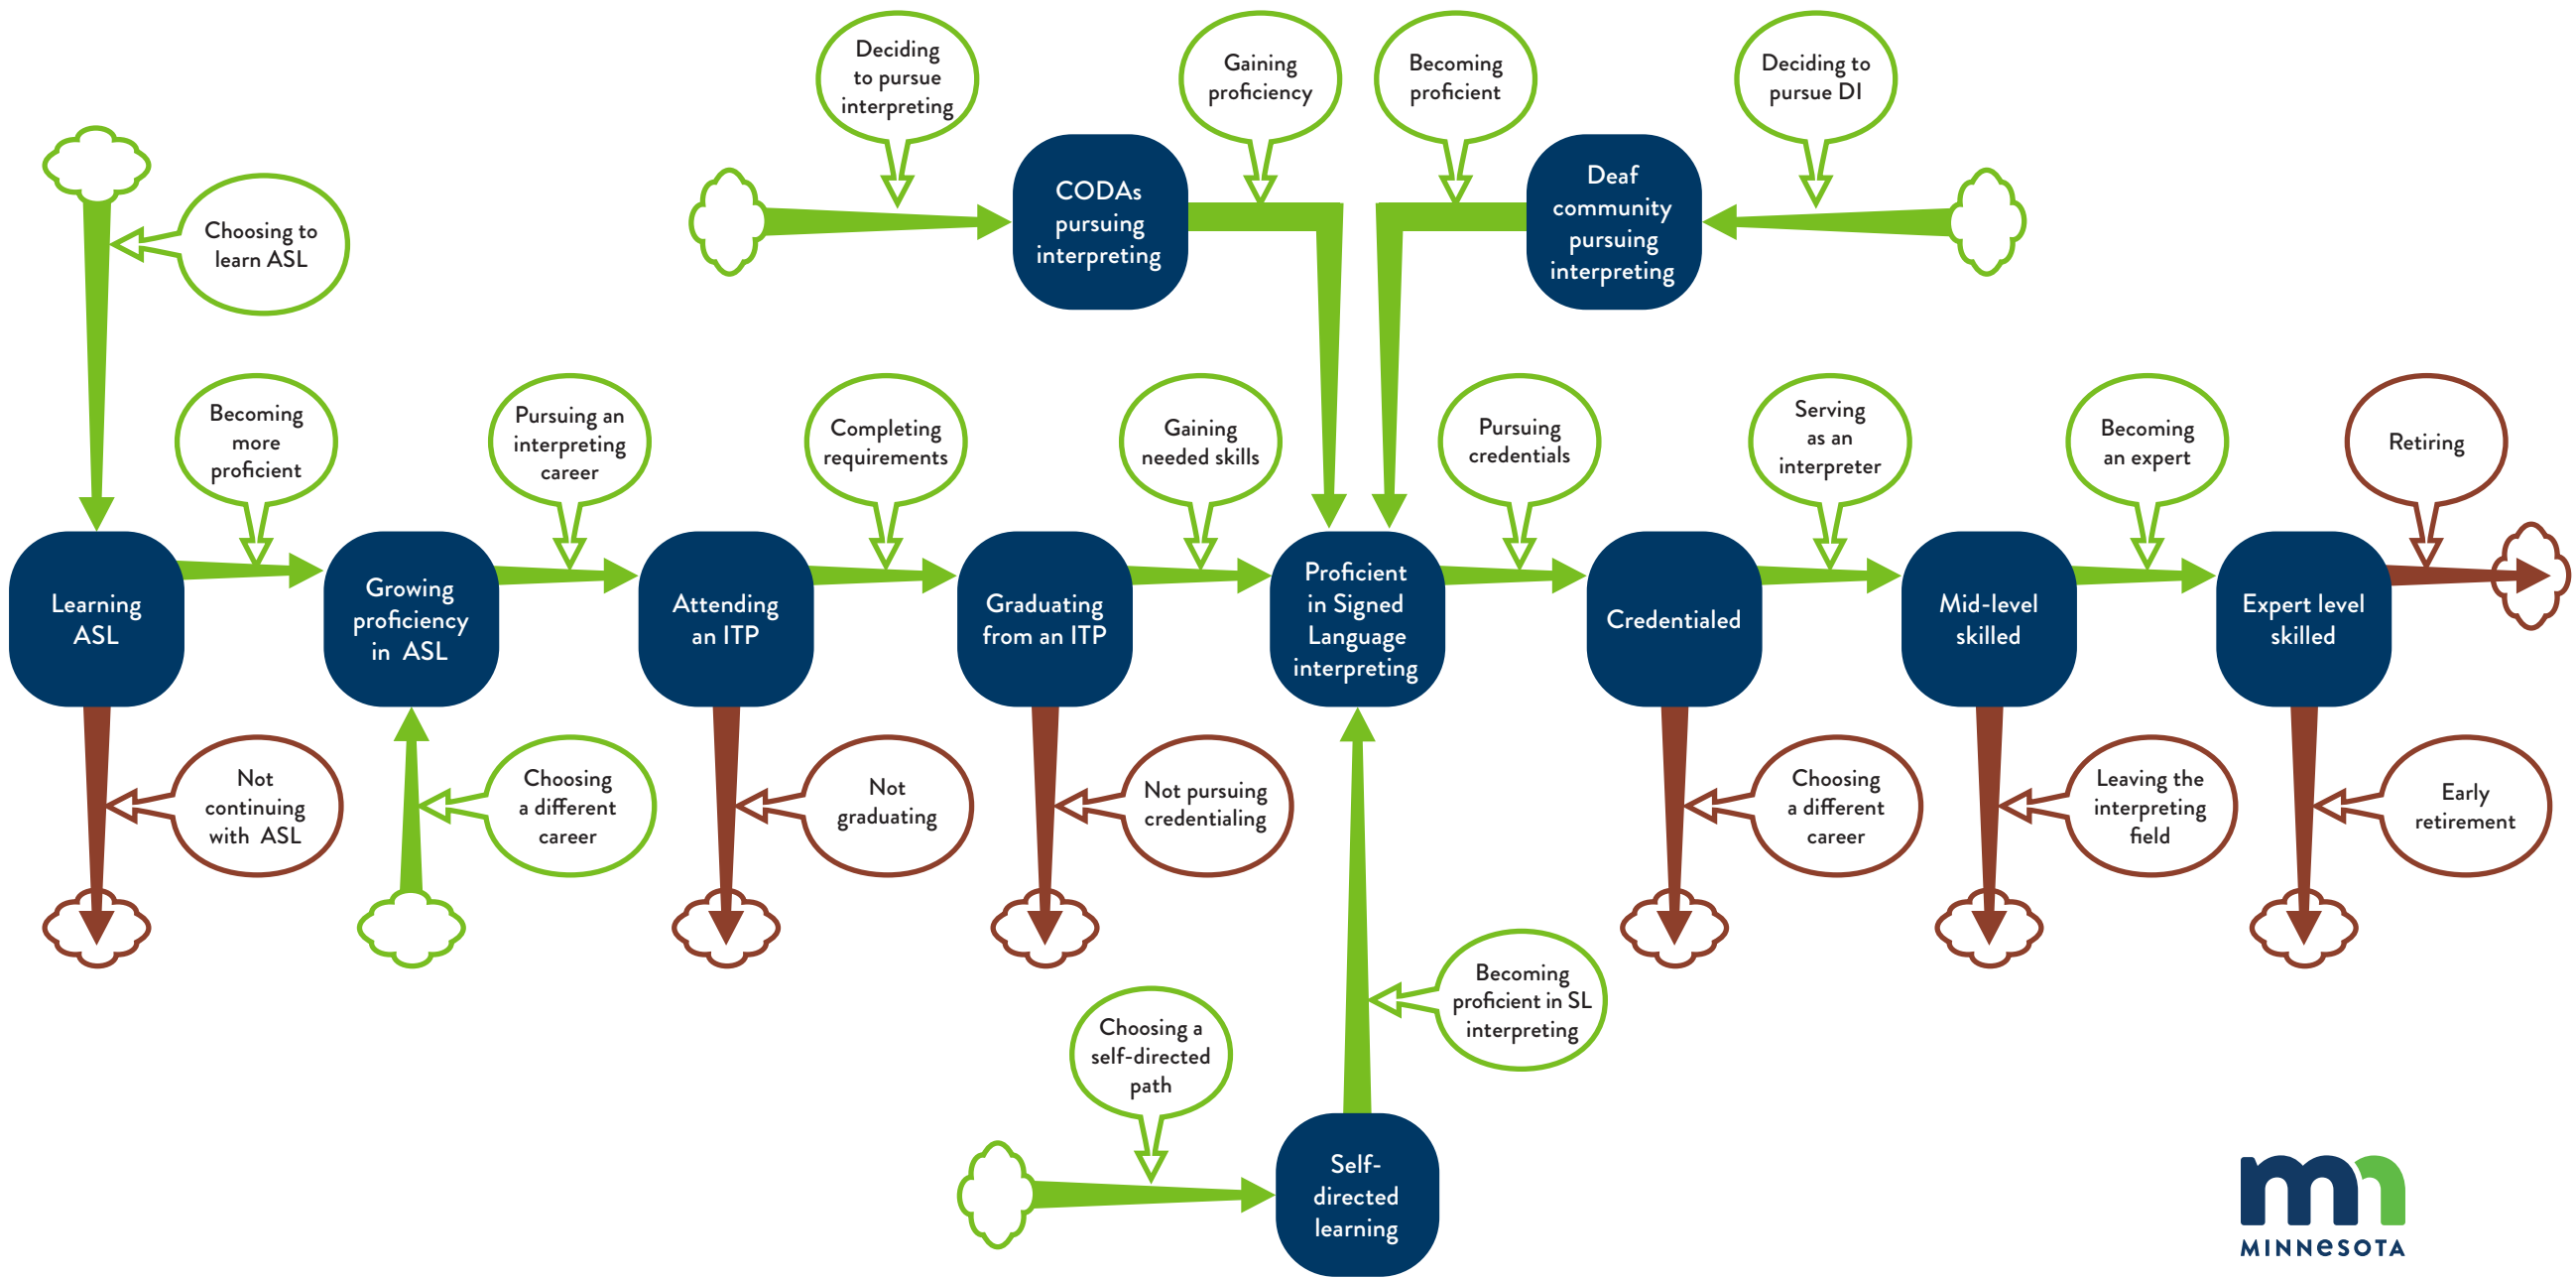 Deciding
to pursue
interpreting
Gaining
proficiency
Becoming
proficient
Deciding to
pursue DI
CODAs
pursuing
interpreting
Deaf
community
pursuing
interpreting
Choosing to
learn ASL
Becoming
more
proficient
Pursuing an
interpreting
career
Completing
requirements
Gaining
needed skills
Pursuing
credentials
Serving
as an
interpreter
Becoming
an expert
Retiring
Learning
ASL
Growing
proficiency
in ASL
Attending
an ITP
Graduating
from an ITP
Proficient
in Signed
Language
interpreting
Credentialed
Mid-level
skilled
Expert level
skilled
Not
continuing
with ASL
Choosing
a different
career
Not
graduating
Not pursuing
credentialing
Choosing
a different
career
Leaving the
interpreting
field
Early
retirement
Becoming
proficient in SL
interpreting
Choosing a
self-directed
path
Self-
directed
learning
mn
MINNESOTA